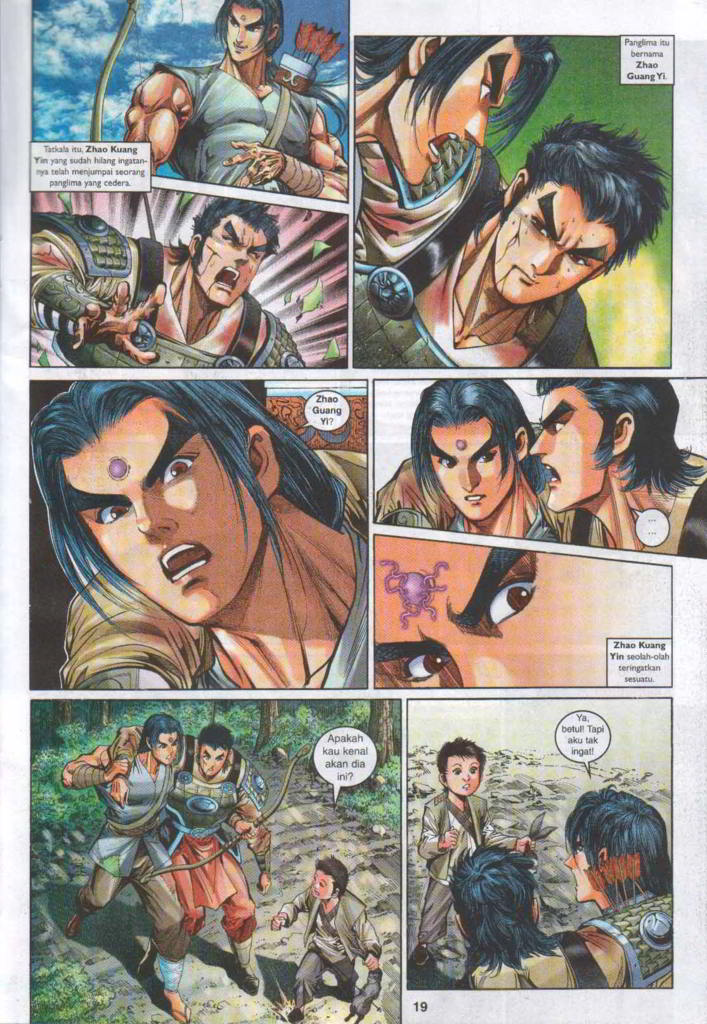 Tatkala itu, Zhao Kuang
Yin yang sudah hilang ingatan-
nya telah menjumpai seorang
panglima yang cedera.
Panglima itu
bernama
Zhao
Guang Yi.
Zhao
Guang
Yi?
...
...
Zhao Kuang
Yin seolah-olah
teringatkan
sesuatu.
Apakah
kau kenal
akan dia
ini?
Ya,
betul! Tapi
aku tak
ingat!
19